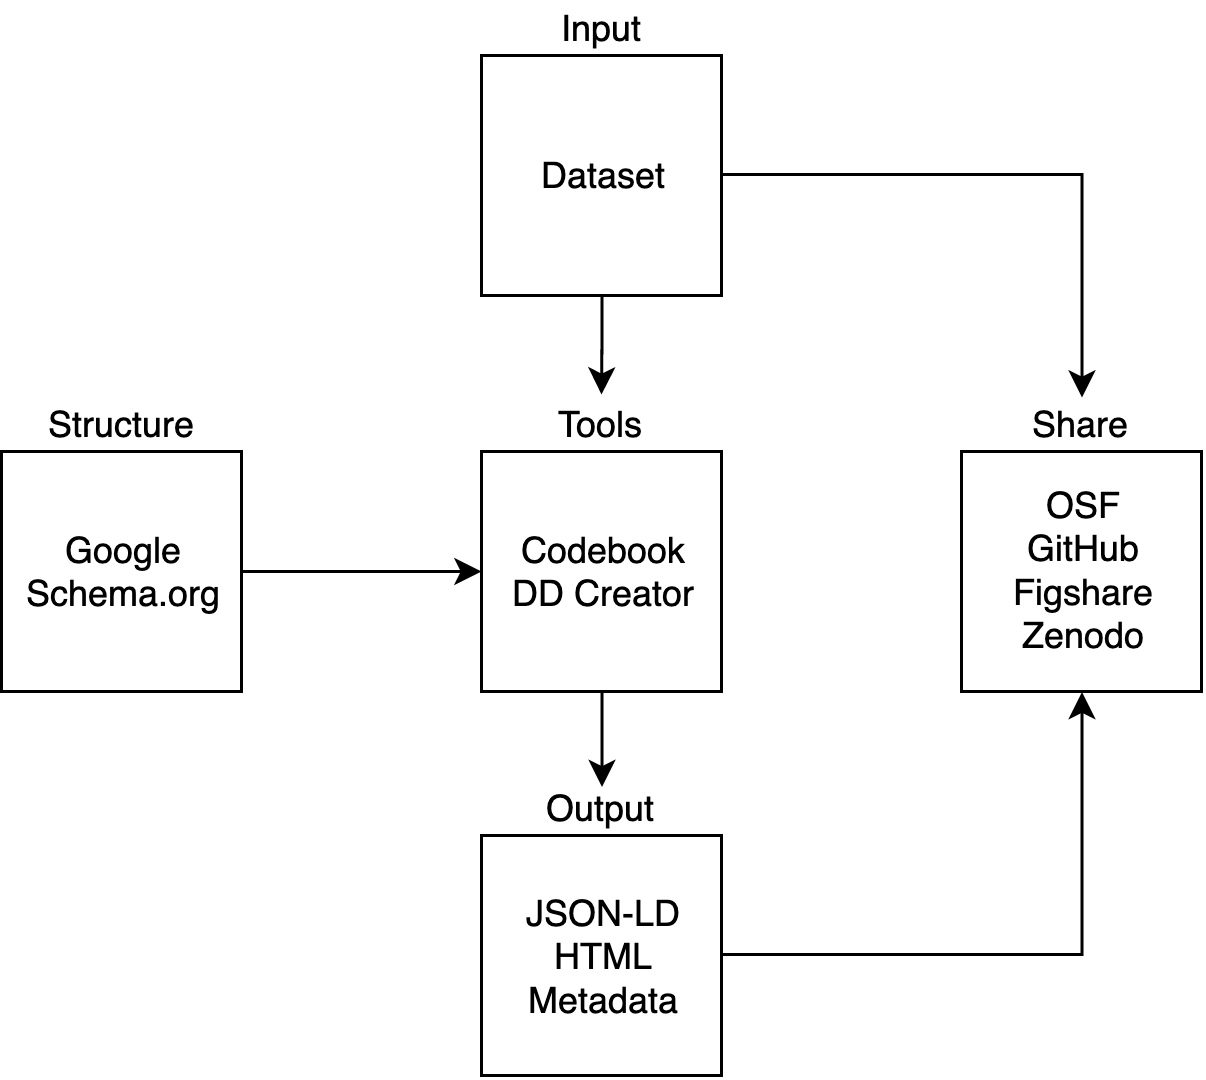 Input
Dataset
Structure
Google
Schema.org
Tools
Codebook
DD Creator
Share
OSF
GitHub
Figshare
Zenodo
Output
JSON-LD
HTML
Metadata